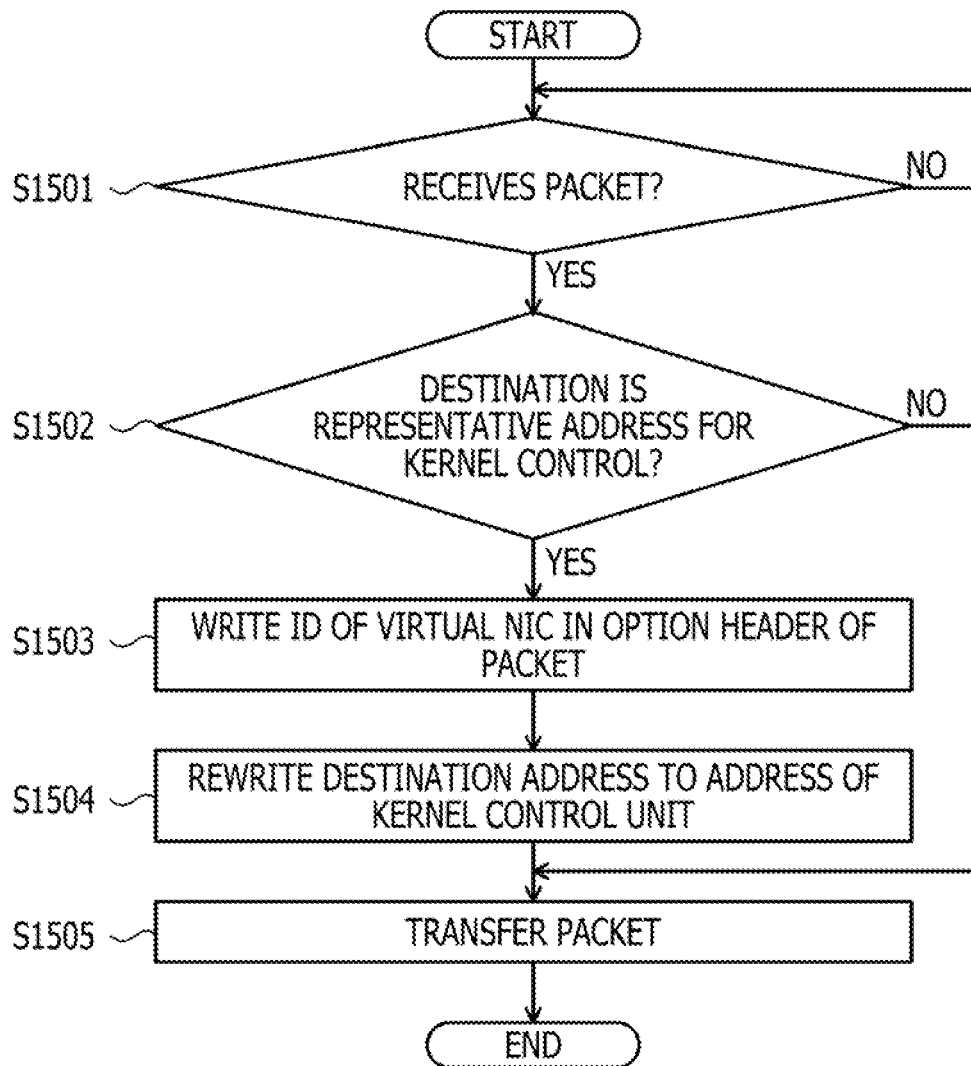 START
S1501
RECEIVES PACKET?
NO
YES
S1502
DESTINATION IS
REPRESENTATIVE ADDRESS FOR
KERNEL CONTROL?
NO
YES
S1503
WRITE ID OF VIRTUAL NIC IN OPTION HEADER OF
PACKET
S1504
REWRITE DESTINATION ADDRESS TO ADDRESS OF
KERNEL CONTROL UNIT
S1505
TRANSFER PACKET
END